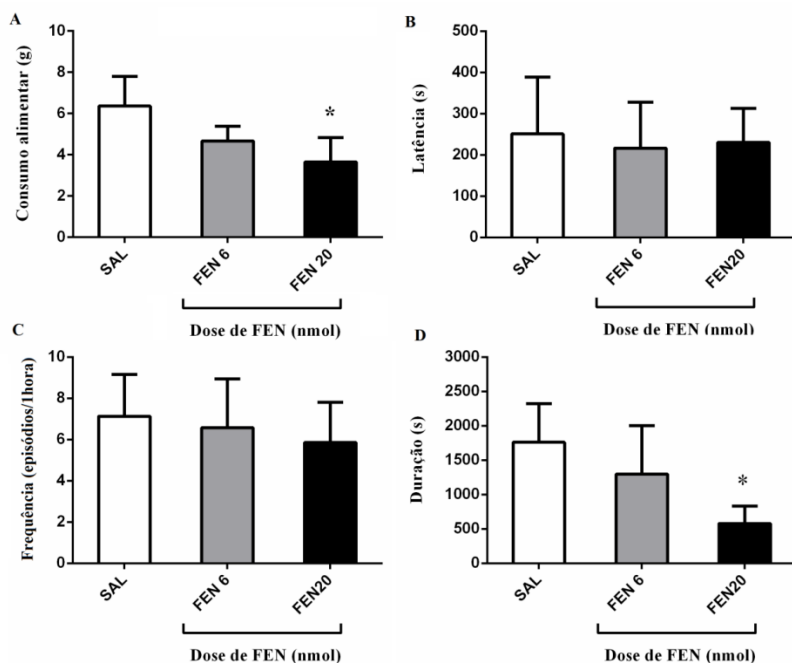 A
Consumo alimentar (g)
10
8
6
4
2
0
*
SAL
FEN 6
FEN 20
Dose de FEN (nmol)
B
Latência (s)
500
400
300
200
100
0
SAL
FEN 6
FEN20
Dose de FEN (nmol)
C
Frequência (episódios/1hora)
10
8
6
4
2
0
SAL
FEN 6
FEN20
Dose de FEN (nmol)
D
Duração (s)
3000
2500
2000
1500
1000
500
0
*
SAL
FEN 6
FEN20
Dose de FEN (nmol)